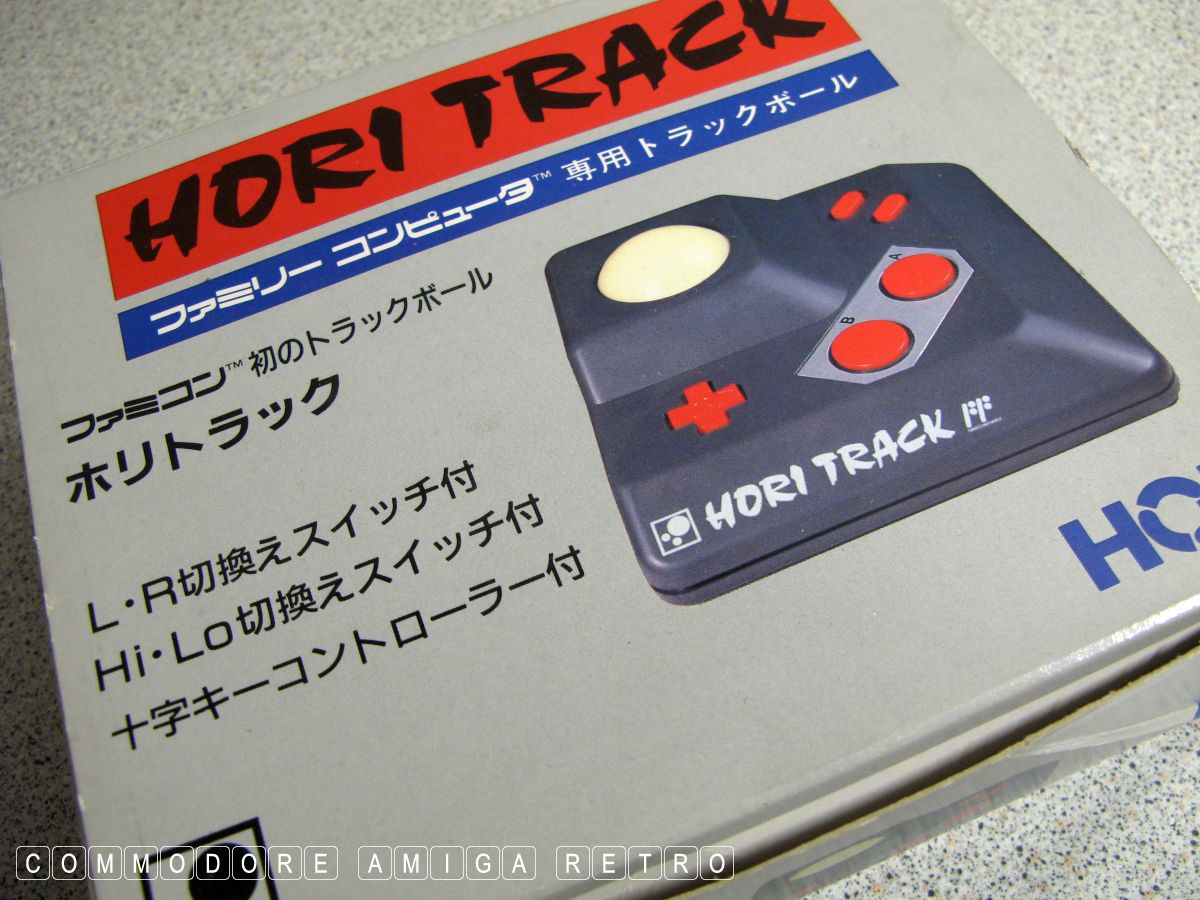 HORI TRACK
ファミリー コンピュータ™ 専用トラックボール
ファミコン™ 初のトラックボール
ホリトラック
L・R切換えスイッチ付
Hi・Lo切換えスイッチ付
十字キーコントローラー付
A
B
HORI TRACK
COMMODORE AMIGA RETRO